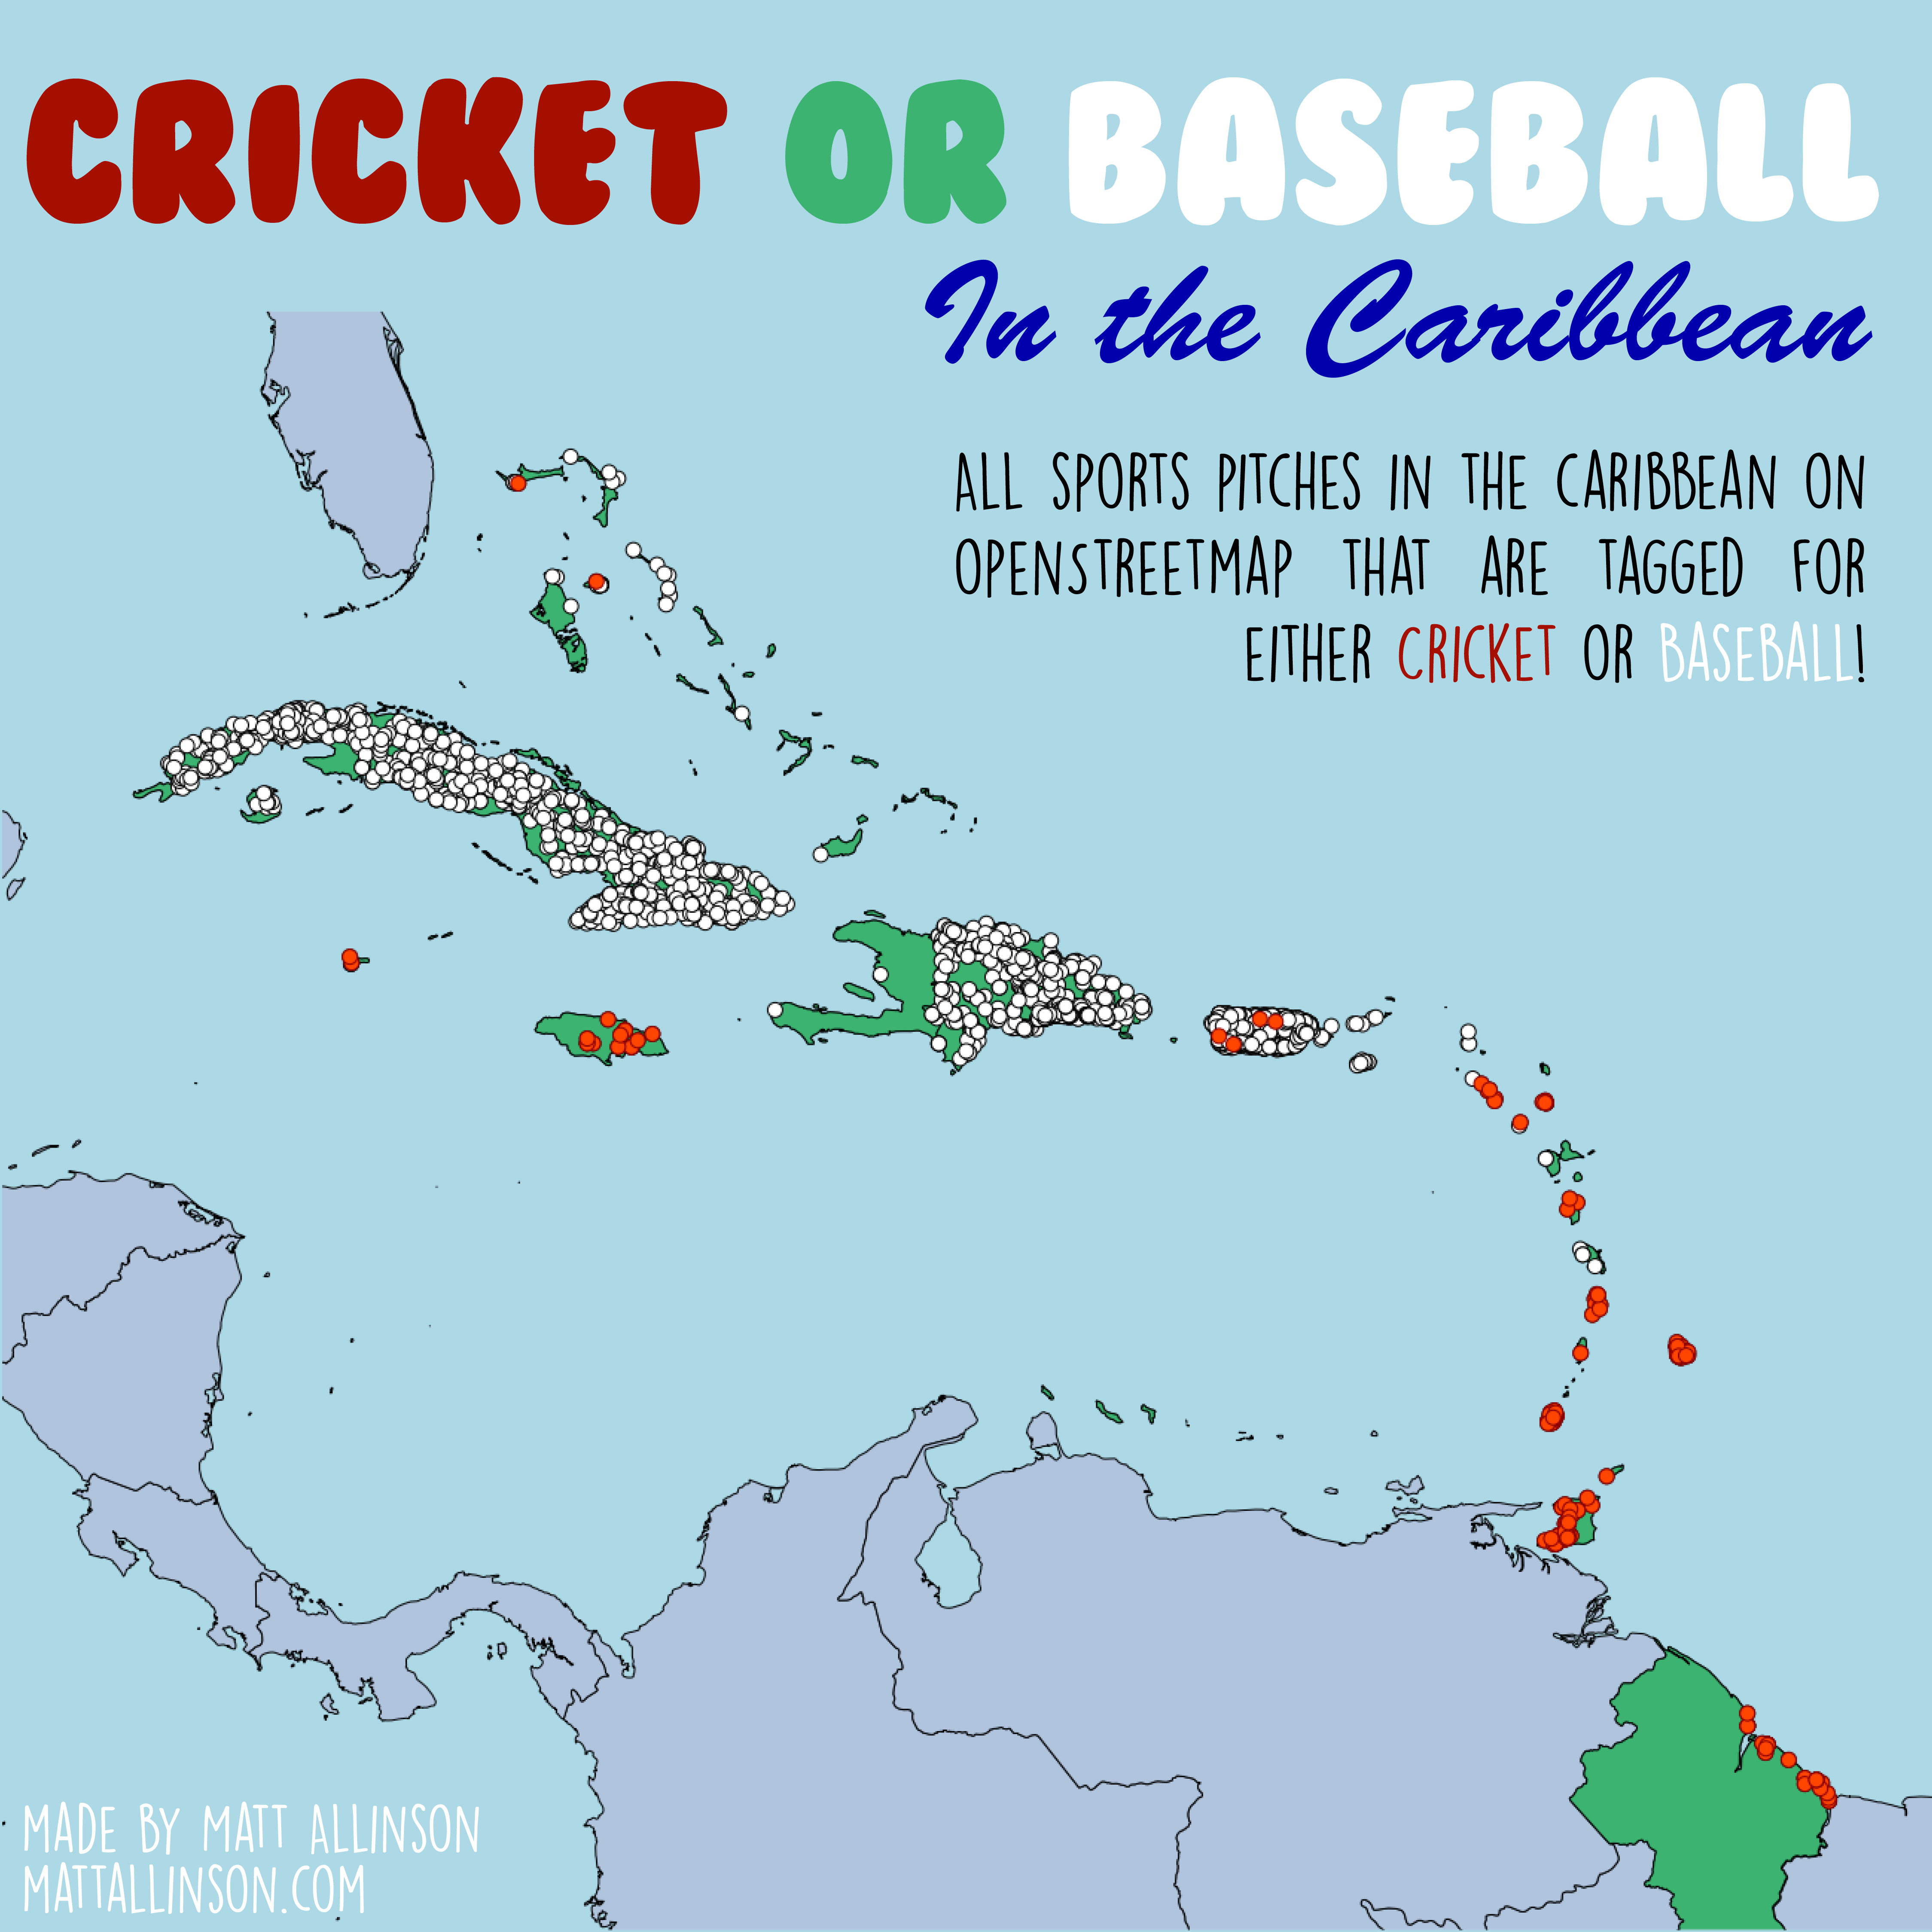 CRICKET OR BASEBALL
In the Caribbean
ALL SPORTS PITCHES IN THE CARIBBEAN ON
OPENSTREETMAP THAT ARE TAGGED FOR
EITHER CRICKET OR BASEBALL!
MADE BY MATT ALLINSON
MATTALLINSON.COM